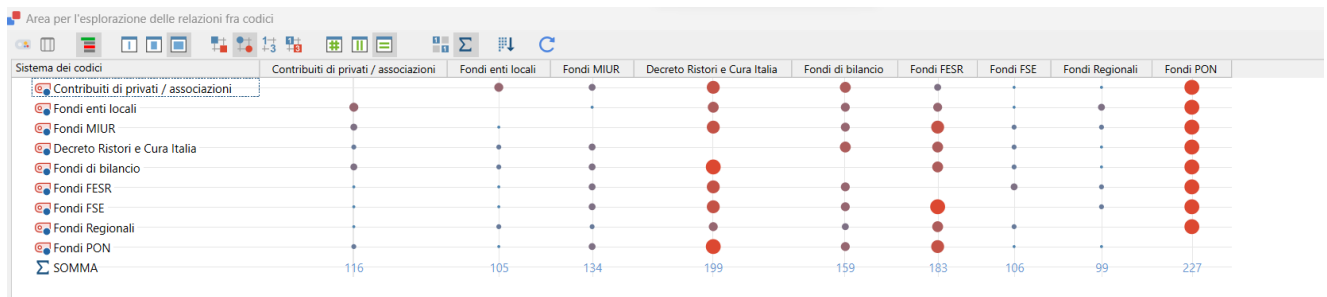 Area per l'esplorazione delle relazioni fra codici
Sistema dei codici Contribuiti di privati / associazioni Fondi enti locali Fondi MIUR Decreto Ristori e Cura Italia Fondi di bilancio Fondi FESR Fondi FSE Fondi Regionali Fondi PON
Contribuiti di privati / associazioni
Fondi enti locali
Fondi MIUR
Decreto Ristori e Cura Italia
Fondi di bilancio
Fondi FESR
Fondi FSE
Fondi Regionali
Fondi PON
∑ SOMMA 116 105 134 199 159 183 106 99 227